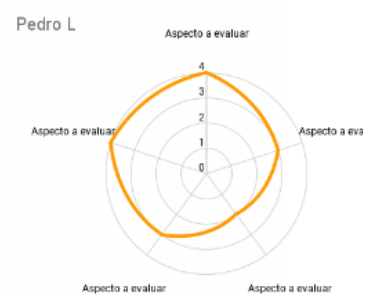 Pedro L
Aspecto a evaluar
4
3
2
1
0
Aspecto a evaluar
Aspecto a eva
Aspecto a evaluar
Aspecto a evaluar